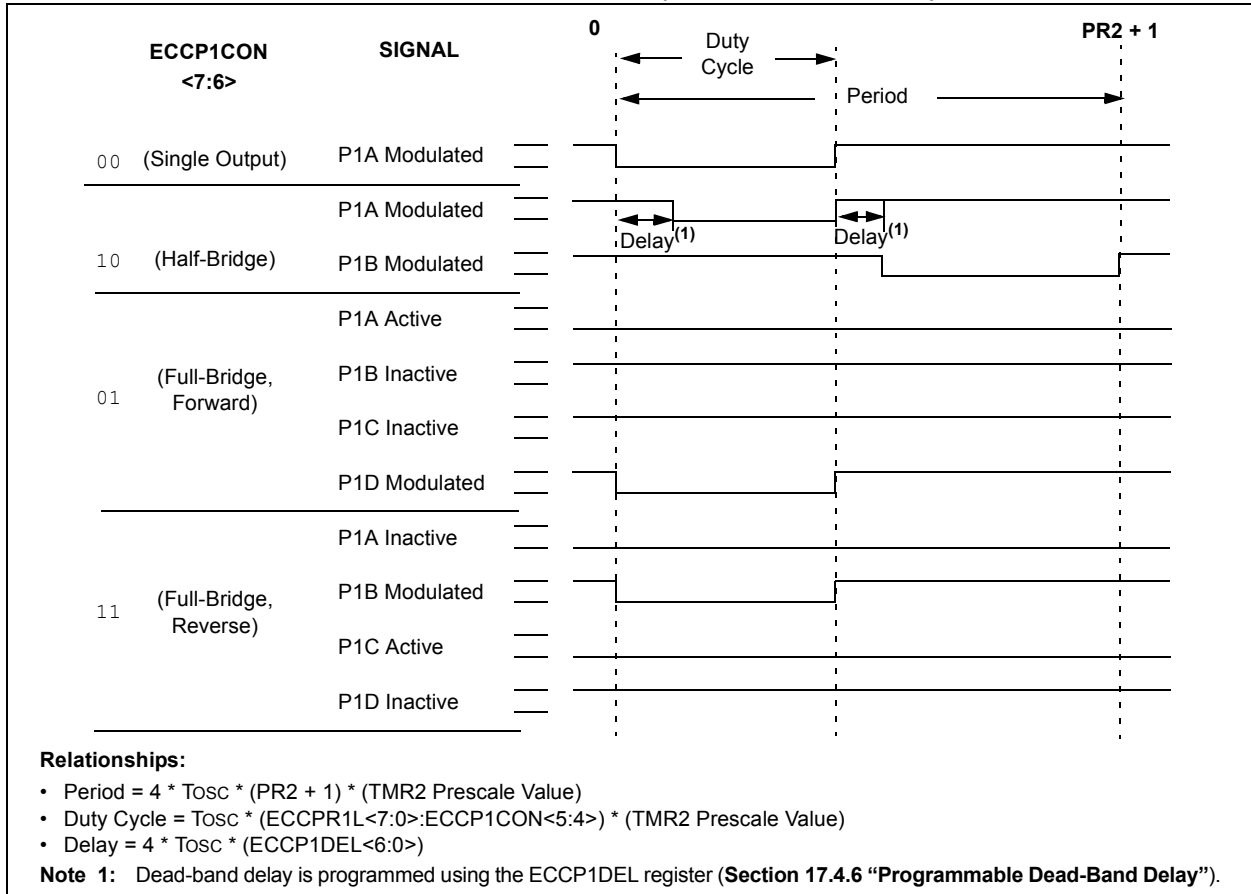 0 Duty Cycle PR2 + 1
ECCP1CON <7:6> SIGNAL
Period
00 (Single Output) P1A Modulated
P1A Modulated
Delay(1) Delay(1)
10 (Half-Bridge) P1B Modulated
P1A Active
01 (Full-Bridge, Forward) P1B Inactive
P1C Inactive
P1D Modulated
P1A Inactive
11 (Full-Bridge, Reverse) P1B Modulated
P1C Active
P1D Inactive
Relationships:
• Period = 4 * TOSC * (PR2 + 1) * (TMR2 Prescale Value)
• Duty Cycle = TOSC * (ECCPR1L<7:0>:ECCP1CON<5:4>) * (TMR2 Prescale Value)
• Delay = 4 * TOSC * (ECCP1DEL<6:0>)
Note 1: Dead-band delay is programmed using the ECCP1DEL register (Section 17.4.6 “Programmable Dead-Band Delay”).